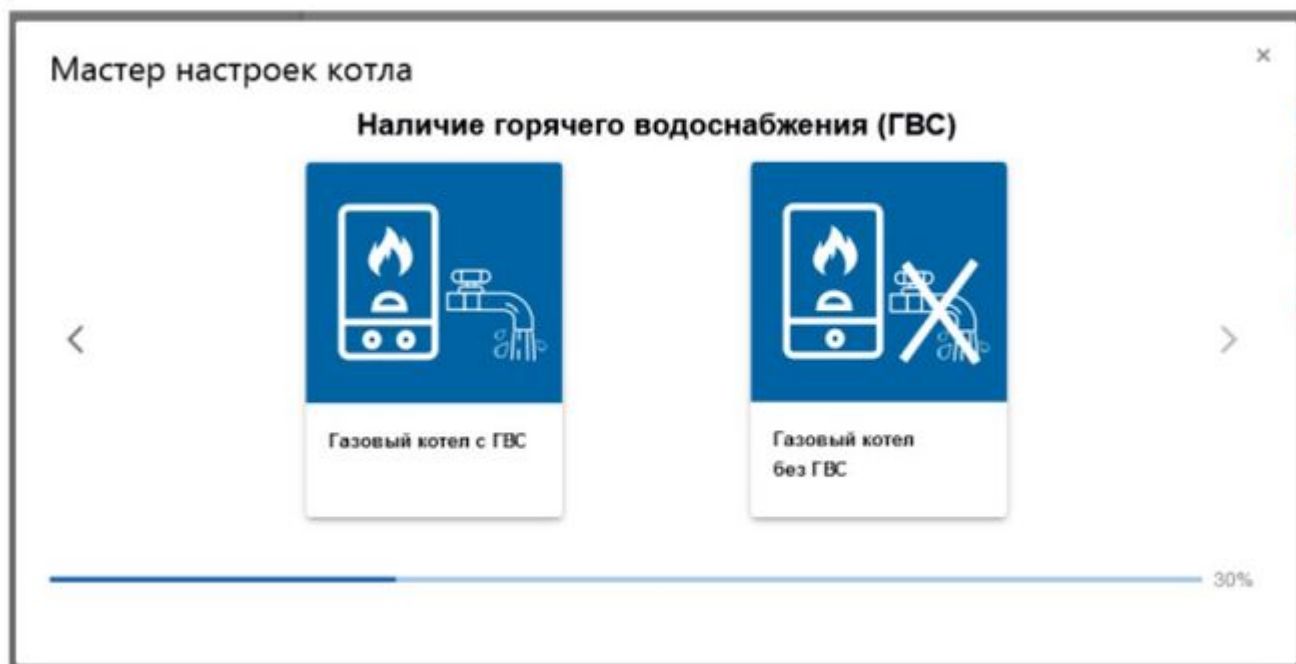 Мастер настроек котла
×
Наличие горячего водоснабжения (ГВС)
Газовый котел с ГВС
Газовый котел
без ГВС
30%